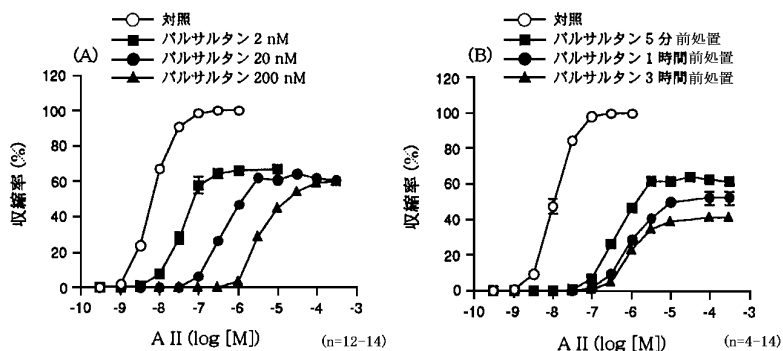 対照
バルサルタン 2 nM
バルサルタン 20 nM
バルサルタン 200 nM
(A)
120
100
80
60
40
20
0
収縮率 (%)
-10 -9 -8 -7 -6 -5 -4 -3
A II (log [M])
(n=12-14)
対照
バルサルタン 5 分 前処置
バルサルタン 1 時間 前処置
バルサルタン 3 時間 前処置
(B)
120
100
80
60
40
20
0
収縮率 (%)
-10 -9 -8 -7 -6 -5 -4 -3
A II (log [M])
(n=4-14)